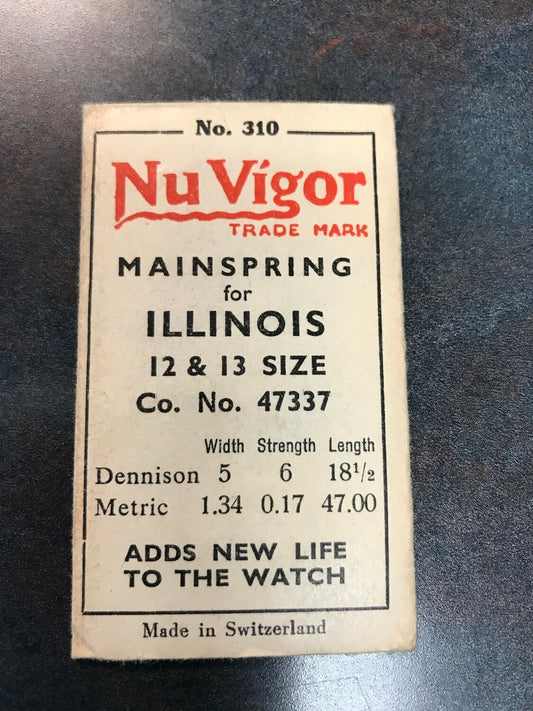 No. 310
Nu Vigor
TRADE MARK
MAINSPRING
for
ILLINOIS
12 & 13 SIZE
Co. No. 47337
Width Strength Length
Dennison 5 6 18½
Metric 1.34 0.17 47.00
ADDS NEW LIFE
TO THE WATCH
Made in Switzerland